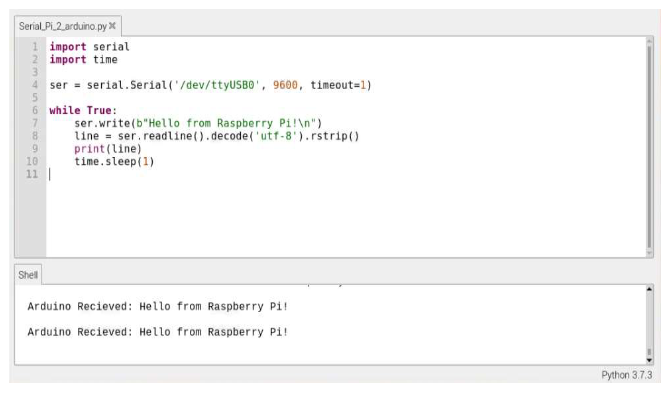 Serial_Pi_2_arduino.py ✖
1 import serial
2 import time
3
4 ser = serial.Serial('/dev/ttyUSB0', 9600, timeout=1)
5
6 while True:
7     ser.write(b"Hello from Raspberry Pi!\n")
8     line = ser.readline().decode('utf-8').rstrip()
9     print(line)
10     time.sleep(1)
11
Shell
Arduino Recieved: Hello from Raspberry Pi!
Arduino Recieved: Hello from Raspberry Pi!
Python 3.7.3